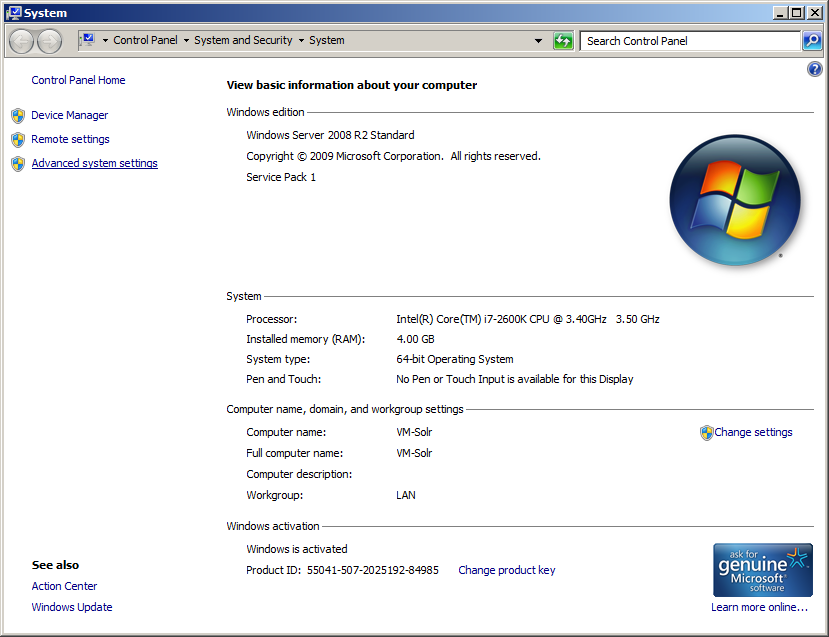 System
Control Panel System and Security System
Search Control Panel
Control Panel Home
Device Manager
Remote settings
Advanced system settings
View basic information about your computer
Windows edition
Windows Server 2008 R2 Standard
Copyright © 2009 Microsoft Corporation. All rights reserved.
Service Pack 1
System
Processor: Intel(R) Core(TM) i7-2600K CPU @ 3.40GHz 3.50 GHz
Installed memory (RAM): 4.00 GB
System type: 64-bit Operating System
Pen and Touch: No Pen or Touch Input is available for this Display
Computer name, domain, and workgroup settings
Computer name: VM-Solr
Change settings
Full computer name: VM-Solr
Computer description:
Workgroup: LAN
Windows activation
Windows is activated
Product ID: 55041-507-2025192-84985 Change product key
ask for
genuine
Microsoft®
software
Learn more online...
See also
Action Center
Windows Update